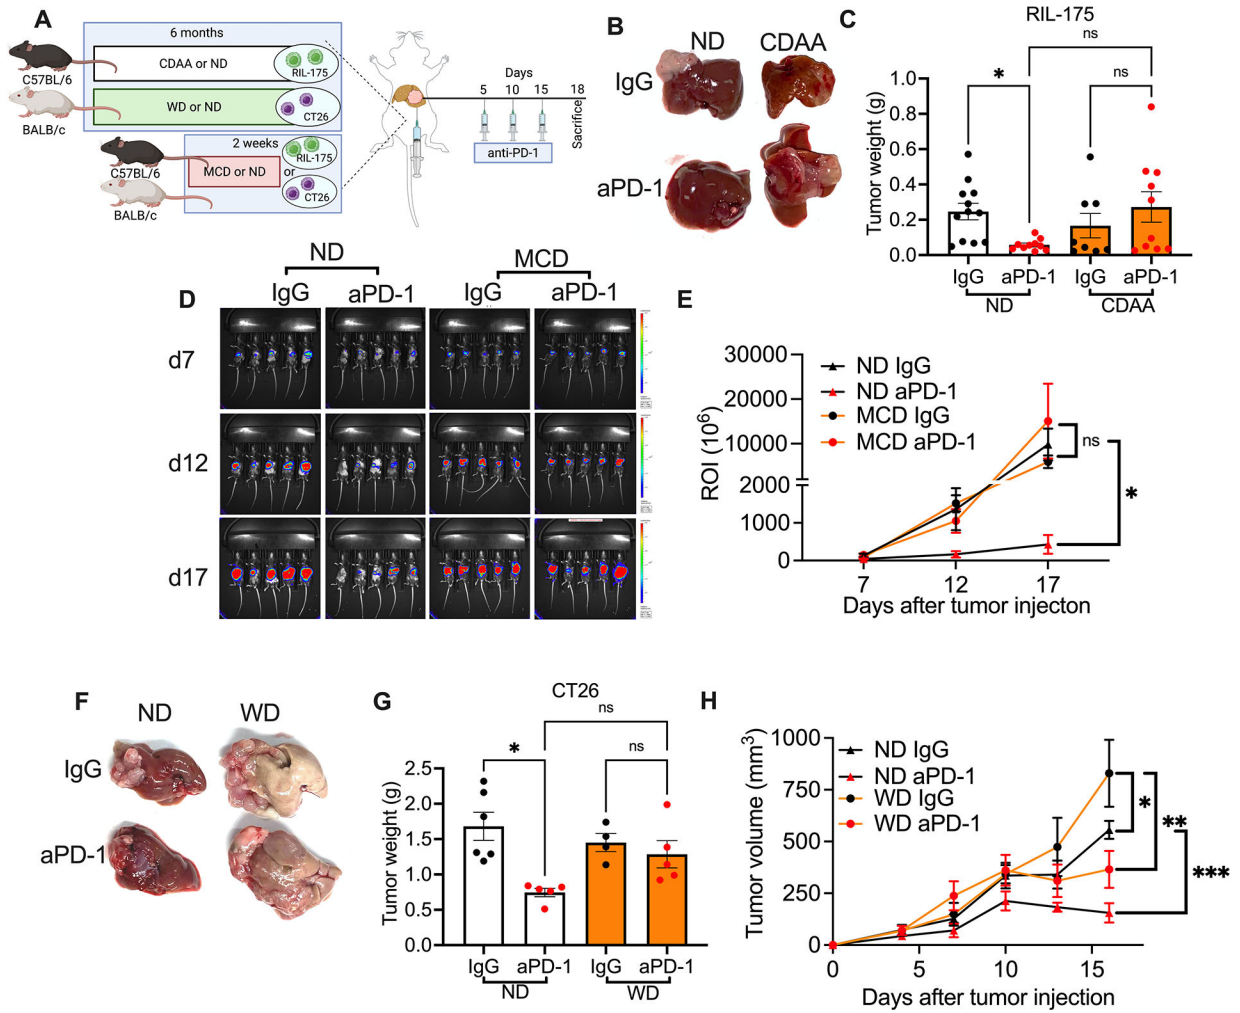 A
6 months
CDAA or ND
RIL-175
C57BL/6
WD or ND
CT26
BALB/c
2 weeks
RIL-175
C57BL/6
MCD or ND
or
CT26
BALB/c
Days
5 10 15 18
anti-PD-1
Sacrifice
B
ND CDAA
IgG
aPD-1
C
RIL-175
ns
* ns
Tumor weight (g)
1.0
0.8
0.6
0.4
0.2
0.0
IgG aPD-1 IgG aPD-1
ND CDAA
D
ND MCD
IgG aPD-1 IgG aPD-1
d7
d12
d17
E
ROI (10⁶)
30000
20000
10000
2000
1000
0
ND IgG
ND aPD-1
MCD IgG
MCD aPD-1
ns
*
7 12 17
Days after tumor injecton
F
ND WD
IgG
aPD-1
G
CT26
ns
* ns
Tumor weight (g)
2.5
2.0
1.5
1.0
0.5
0.0
IgG aPD-1 IgG aPD-1
ND WD
H
Tumor volume (mm³)
1000
750
500
250
0
ND IgG
ND aPD-1
WD IgG
WD aPD-1
*
**
***
0 5 10 15
Days after tumor injection